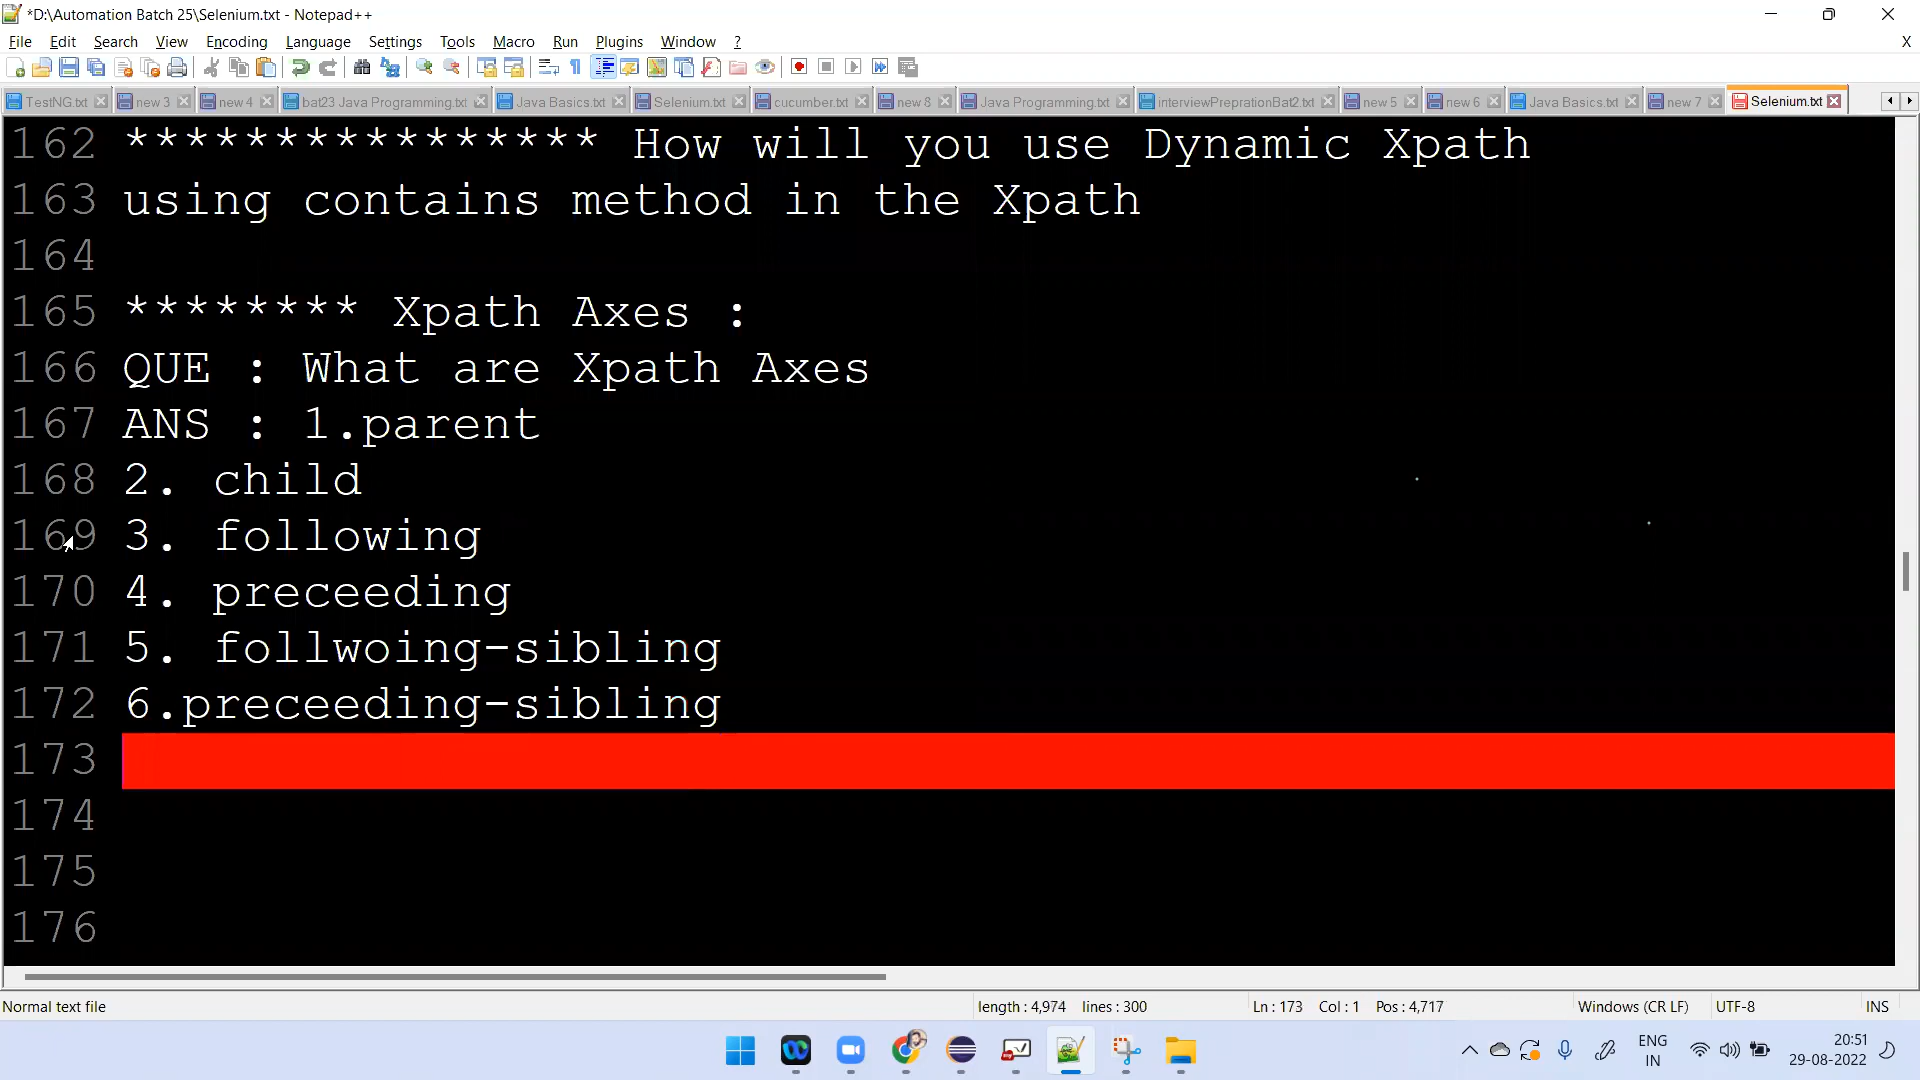 *D:\Automation Batch 25\Selenium.txt - Notepad++
File Edit Search View Encoding Language Settings Tools Macro Run Plugins Window ? X
TestNG.txt new 3 new 4 bat23 Java Programming.txt Java Basics.txt Selenium.txt cucumber.txt new 8 Java Programming.txt interviewPreprationBat2.txt new 5 new 6 Java Basics.txt new 7 Selenium.txt
162 **************** How will you use Dynamic Xpath
163 using contains method in the Xpath
164
165 ******** Xpath Axes :
166 QUE : What are Xpath Axes
167 ANS : 1.parent
168 2. child
169 3. following
170 4. preceeding
171 5. follwoing-sibling
172 6.preceeding-sibling
173
174
175
176
Normal text file length : 4,974 lines : 300 Ln : 173 Col : 1 Pos : 4,717 Windows (CR LF) UTF-8 INS
ENG 20:51
IN 29-08-2022